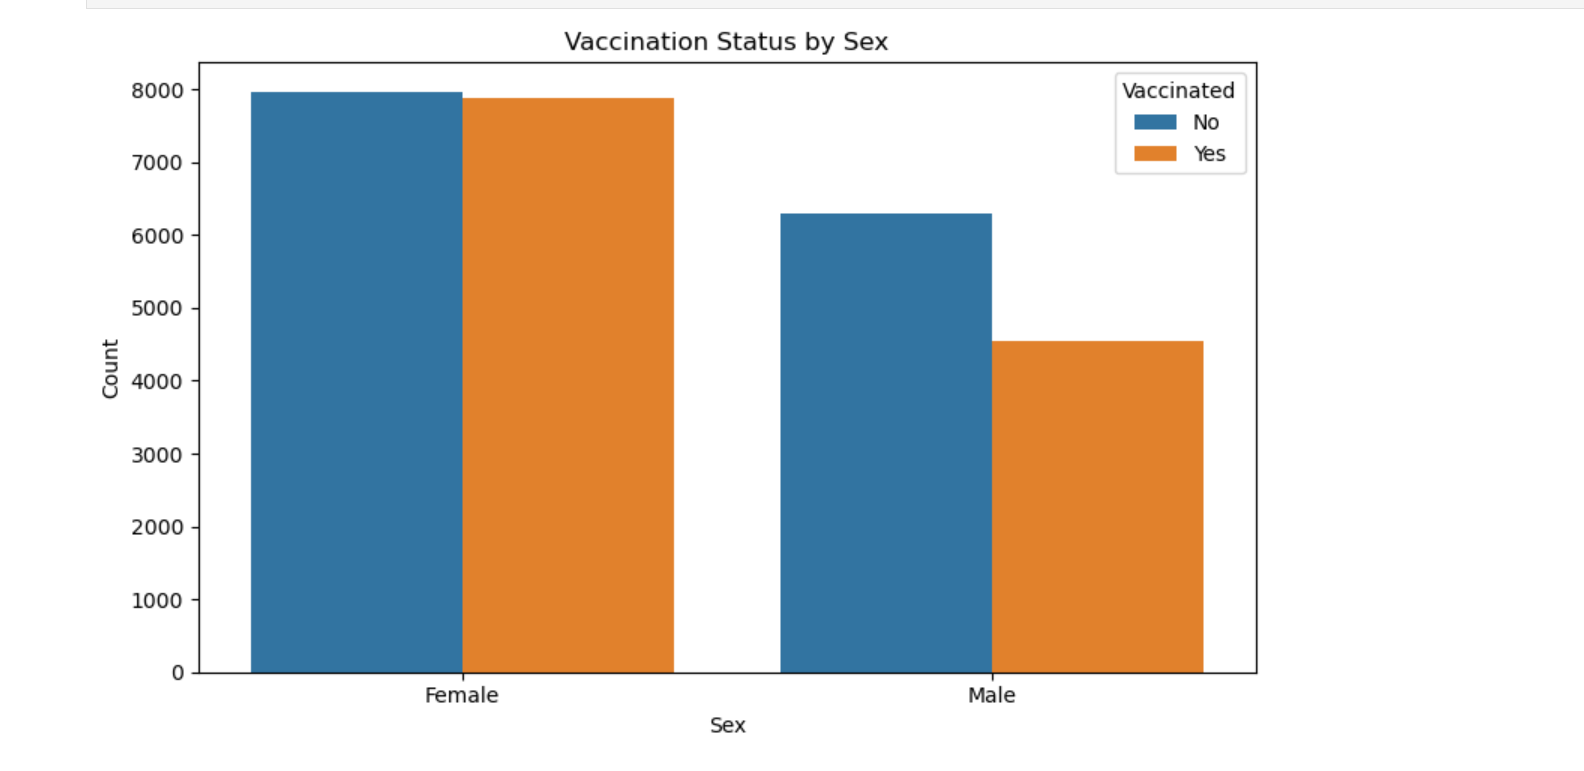 Vaccination Status by Sex
Vaccinated
No
Yes
8000
7000
6000
5000
4000
3000
2000
1000
0
Count
Female
Male
Sex